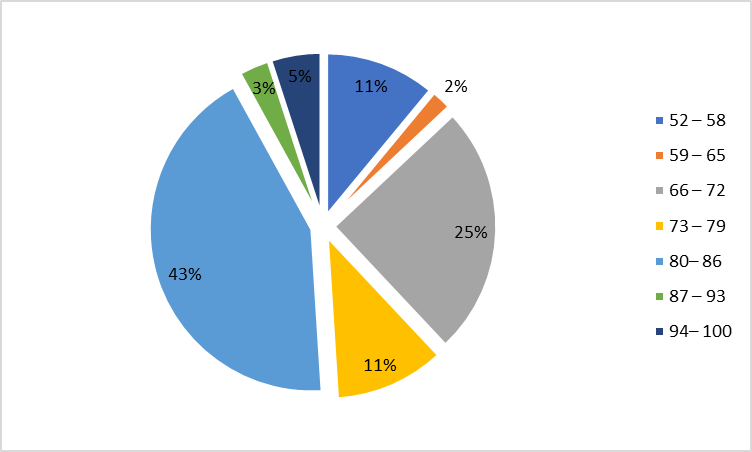 11%
2%
25%
11%
43%
3%
5%
52 – 58
59 – 65
66 – 72
73 – 79
80– 86
87 – 93
94– 100